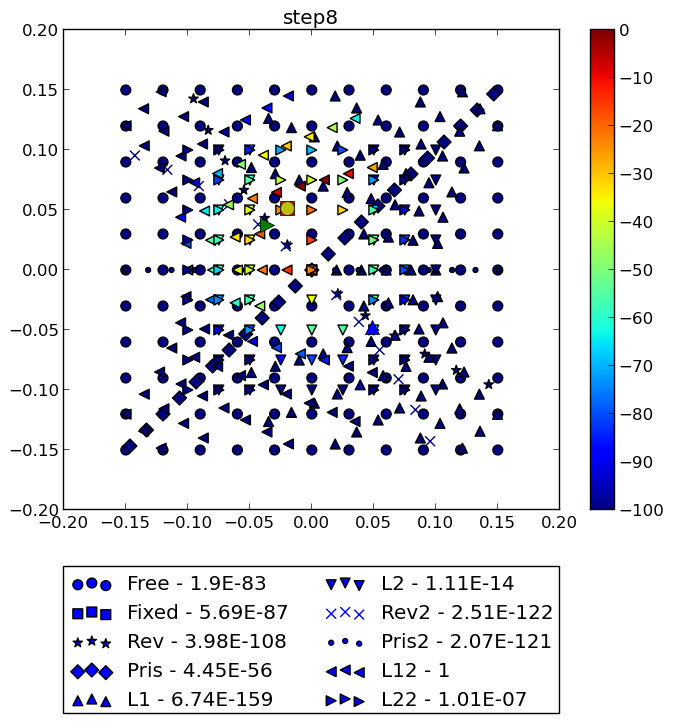 step8
0.20
0.15
0.10
0.05
0.00
−0.05
−0.10
−0.15
−0.20
−0.20 −0.15 −0.10 −0.05 0.00 0.05 0.10 0.15 0.20
0
−10
−20
−30
−40
−50
−60
−70
−80
−90
−100
Free - 1.9E-83
Fixed - 5.69E-87
Rev - 3.98E-108
Pris - 4.45E-56
L1 - 6.74E-159
L2 - 1.11E-14
Rev2 - 2.51E-122
Pris2 - 2.07E-121
L12 - 1
L22 - 1.01E-07